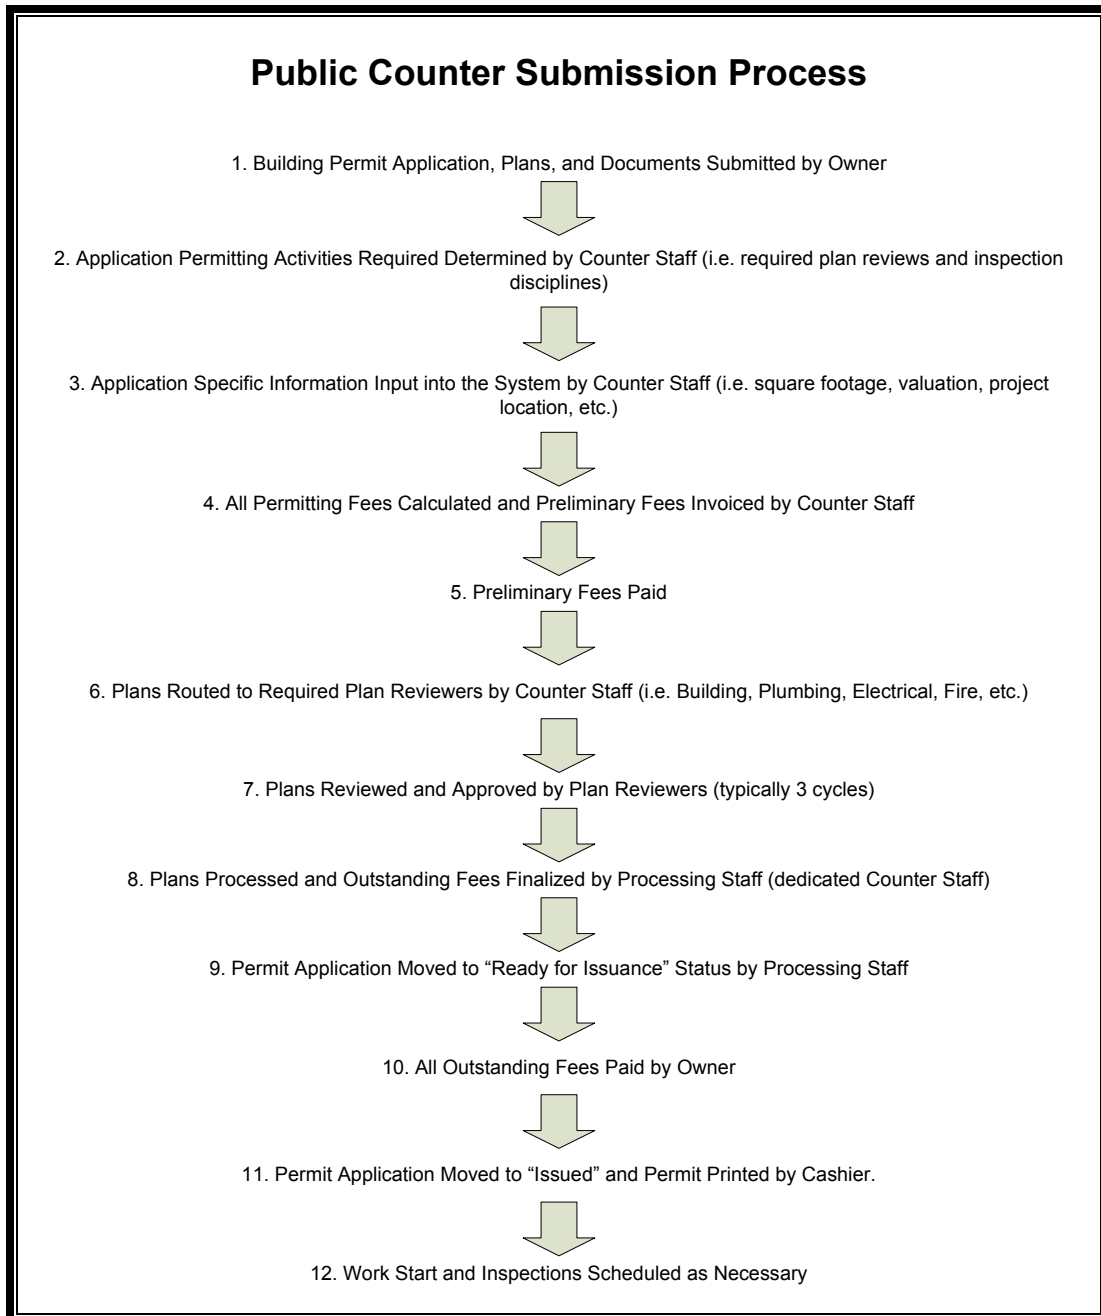 Public Counter Submission Process
1. Building Permit Application, Plans, and Documents Submitted by Owner
2. Application Permitting Activities Required Determined by Counter Staff (i.e. required plan reviews and inspection
disciplines)
3. Application Specific Information Input into the System by Counter Staff (i.e. square footage, valuation, project
location, etc.)
4. All Permitting Fees Calculated and Preliminary Fees Invoiced by Counter Staff
5. Preliminary Fees Paid
6. Plans Routed to Required Plan Reviewers by Counter Staff (i.e. Building, Plumbing, Electrical, Fire, etc.)
7. Plans Reviewed and Approved by Plan Reviewers (typically 3 cycles)
8. Plans Processed and Outstanding Fees Finalized by Processing Staff (dedicated Counter Staff)
9. Permit Application Moved to “Ready for Issuance” Status by Processing Staff
10. All Outstanding Fees Paid by Owner
11. Permit Application Moved to “Issued” and Permit Printed by Cashier.
12. Work Start and Inspections Scheduled as Necessary